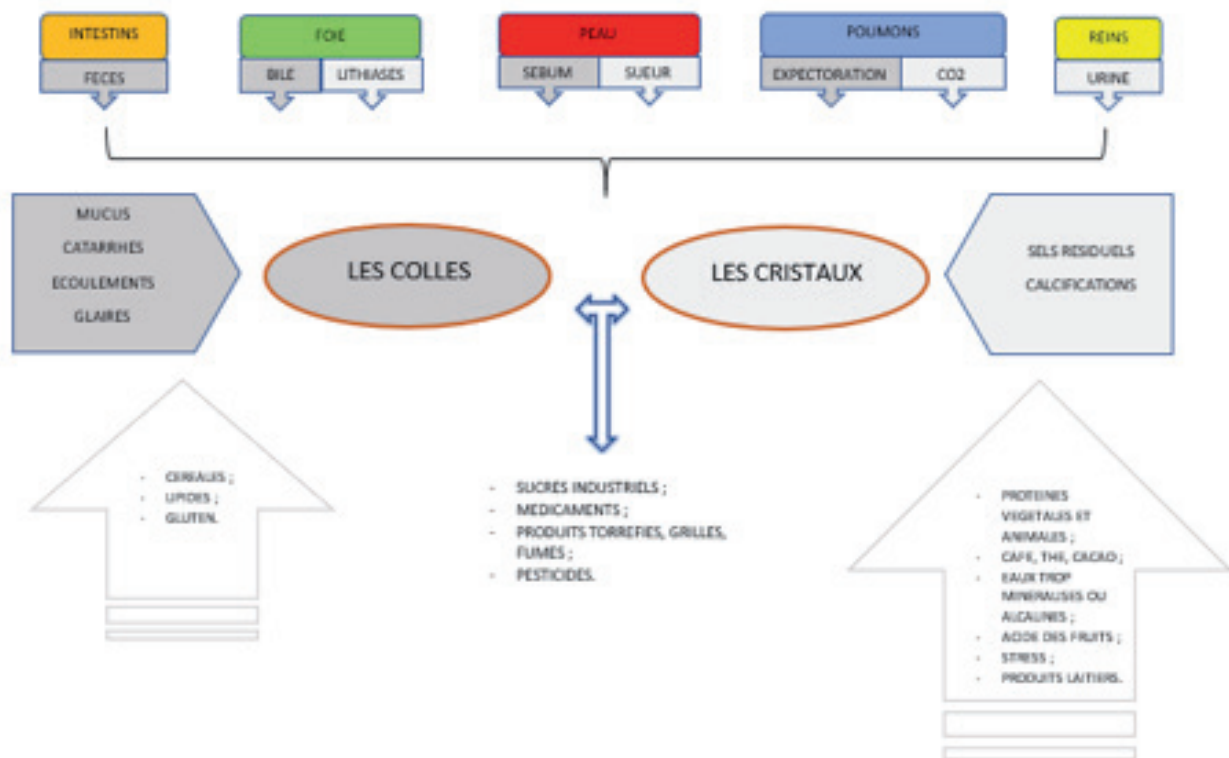 INTESTINS
FECES
FOIE
BILE
LITHIASES
PEAU
SEBUM
SUEUR
POUMONS
EXPECTORATION
CO2
REINS
URINE
MUCUS
CATARRHES
ECOULEMENTS
GLAIRES
LES COLLES
LES CRISTAUX
SELS RESIDUELS
CALCIFICATIONS
- CEREALES ;
- LIPIDES ;
- GLUTEN.
- SUCRES INDUSTRIELS ;
- MEDICAMENTS ;
- PRODUITS TORREFIES, GRILLES,
FUMES ;
- PESTICIDES.
- PROTEINES
VEGETALES ET
ANIMALES ;
- CAFE, THE, CACAO ;
- EAUX TROP
MINERALISES OU
ALCALINES ;
- ACIDE DES FRUITS ;
- STRESS ;
- PRODUITS LAITIERS.